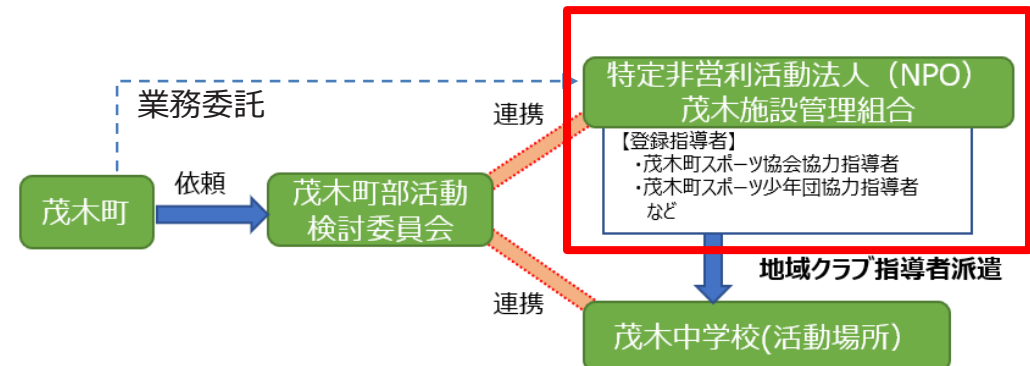 特定非営利活動法人（NPO）
茂木施設管理組合
業務委託
連携
【登録指導者】
・茂木町スポーツ協会協力指導者
・茂木町スポーツ少年団協力指導者
など
茂木町
依頼
茂木町部活動
検討委員会
地域クラブ指導者派遣
連携
茂木中学校(活動場所）